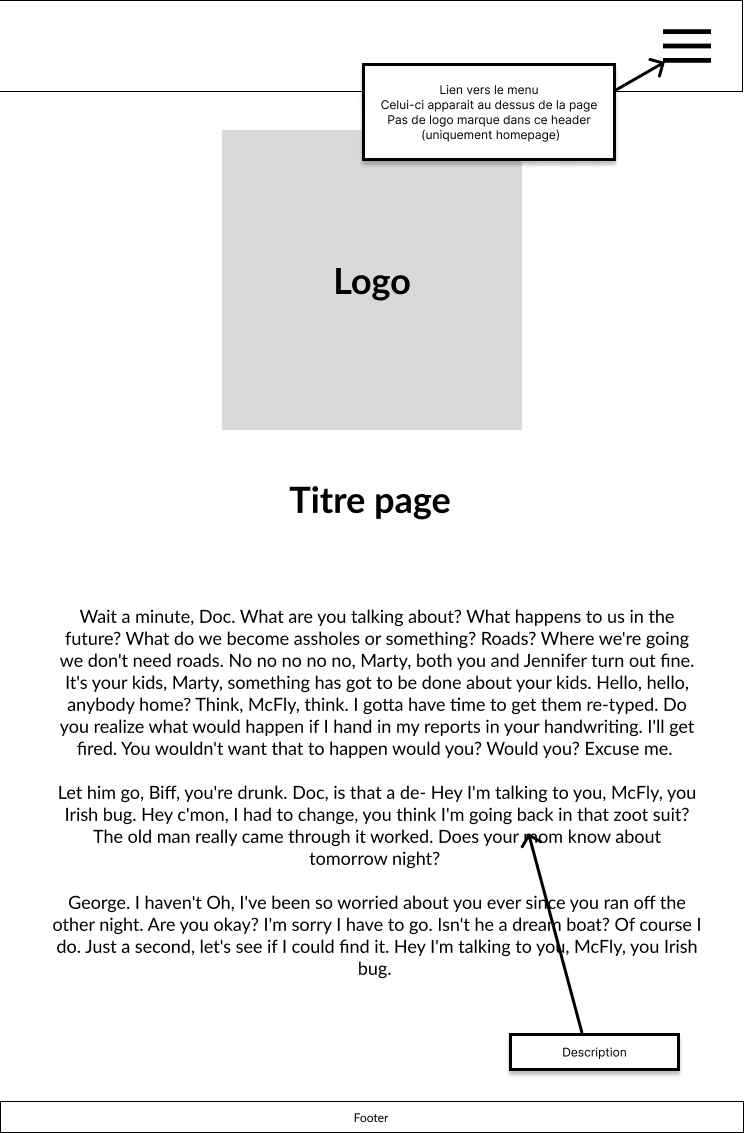 Lien vers le menu
Celui-ci apparait au dessus de la page
Pas de logo marque dans ce header
(uniquement homepage)
Logo
Titre page
Wait a minute, Doc. What are you talking about? What happens to us in the
future? What do we become assholes or something? Roads? Where we're going
we don't need roads. No no no no no, Marty, both you and Jennifer turn out fine.
It's your kids, Marty, something has got to be done about your kids. Hello, hello,
anybody home? Think, McFly, think. I gotta have time to get them re-typed. Do
you realize what would happen if I hand in my reports in your handwriting. I'll get
fired. You wouldn't want that to happen would you? Would you? Excuse me.
Let him go, Biff, you're drunk. Doc, is that a de- Hey I'm talking to you, McFly, you
Irish bug. Hey c'mon, I had to change, you think I'm going back in that zoot suit?
The old man really came through it worked. Does your mom know about
tomorrow night?
George. I haven't Oh, I've been so worried about you ever since you ran off the
other night. Are you okay? I'm sorry I have to go. Isn't he a dream boat? Of course I
do. Just a second, let's see if I could find it. Hey I'm talking to you, McFly, you Irish
bug.
Description
Footer